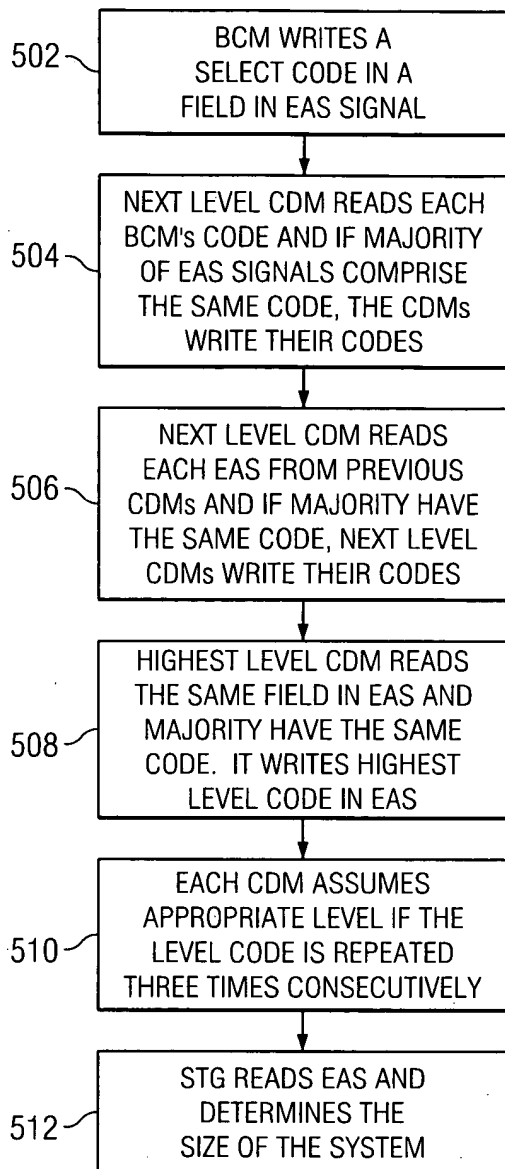 502
BCM WRITES A
SELECT CODE IN A
FIELD IN EAS SIGNAL
504
NEXT LEVEL CDM READS EACH
BCM's CODE AND IF MAJORITY
OF EAS SIGNALS COMPRISE
THE SAME CODE, THE CDMs
WRITE THEIR CODES
506
NEXT LEVEL CDM READS
EACH EAS FROM PREVIOUS
CDMs AND IF MAJORITY HAVE
THE SAME CODE, NEXT LEVEL
CDMs WRITE THEIR CODES
508
HIGHEST LEVEL CDM READS
THE SAME FIELD IN EAS AND
MAJORITY HAVE THE SAME
CODE. IT WRITES HIGHEST
LEVEL CODE IN EAS
510
EACH CDM ASSUMES
APPROPRIATE LEVEL IF THE
LEVEL CODE IS REPEATED
THREE TIMES CONSECUTIVELY
512
STG READS EAS AND
DETERMINES THE
SIZE OF THE SYSTEM